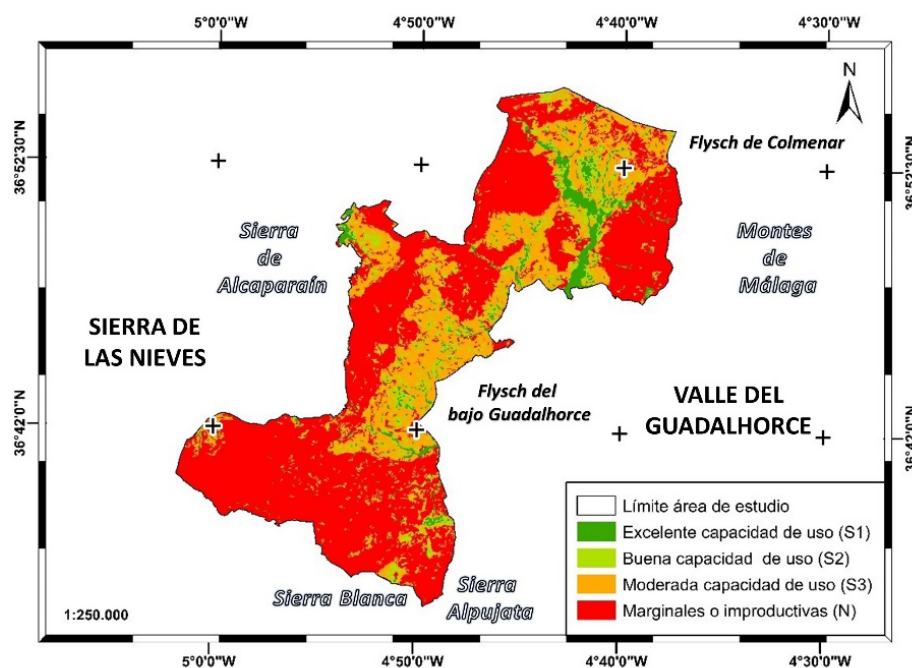 5°0'0"W 4°50'0"W 4°40'0"W 4°30'0"W
N
36°52'30"N
Flysch de Colmenar
36°52'30"N
Sierra
de
Alcaparaín
Montes
de
Málaga
SIERRA DE
LAS NIEVES
Flysch del
bajo Guadalhorce
VALLE DEL
GUADALHORCE
36°42'0"N
36°42'0"N
Límite área de estudio
Excelente capacidad de uso (S1)
Buena capacidad de uso (S2)
Moderada capacidad de uso (S3)
Marginales o improductivas (N)
Sierra Blanca
Sierra
Alpujata
1:250.000
5°0'0"W 4°50'0"W 4°40'0"W 4°30'0"W